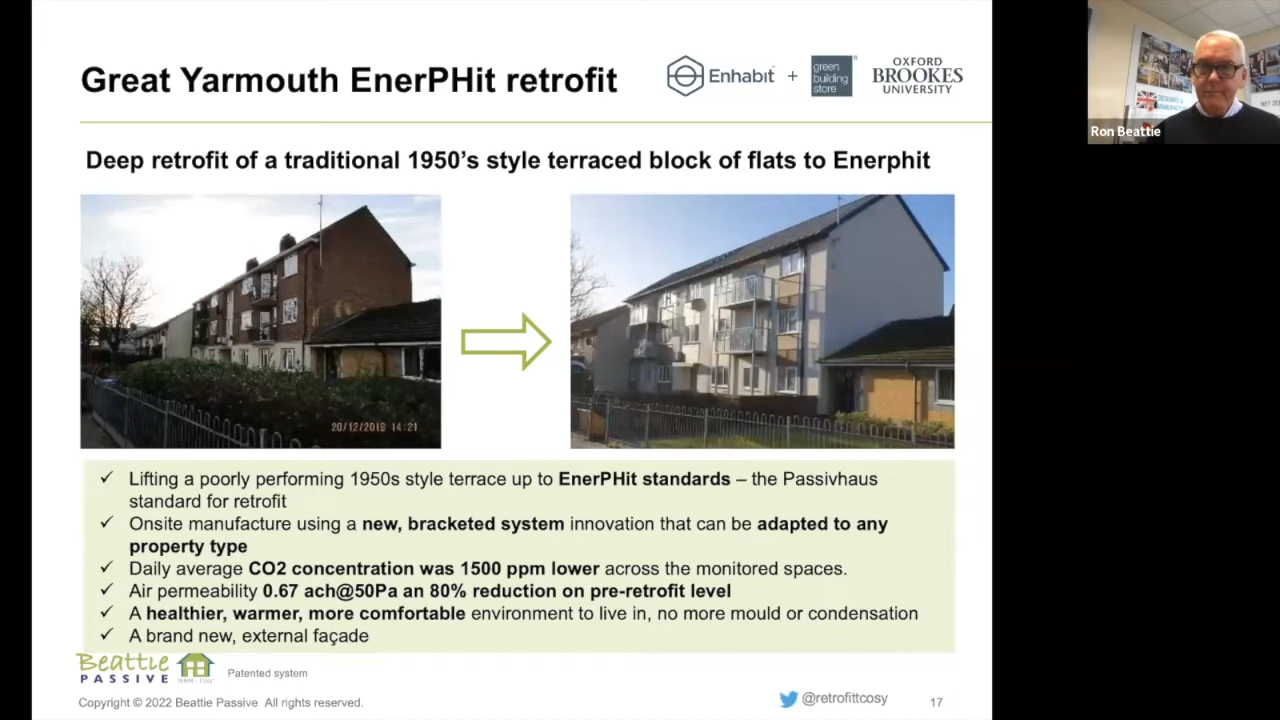 Great Yarmouth EnerPHit retrofit
Enhabit
+
green
building
store
OXFORD
BROOKES
UNIVERSITY
Ron Beattie
Deep retrofit of a traditional 1950's style terraced block of flats to Enerphit
20/12/2018 14:21
✓ Lifting a poorly performing 1950s style terrace up to EnerPHit standards – the Passivhaus
standard for retrofit
✓ Onsite manufacture using a new, bracketed system innovation that can be adapted to any
property type
✓ Daily average CO2 concentration was 1500 ppm lower across the monitored spaces.
✓ Air permeability 0.67 ach@50Pa an 80% reduction on pre-retrofit level
✓ A healthier, warmer, more comfortable environment to live in, no more mould or condensation
✓ A brand new, external façade
Beattie
PASSIVE
Patented system
Copyright © 2022 Beattie Passive All rights reserved.
@retrofittcosy
17